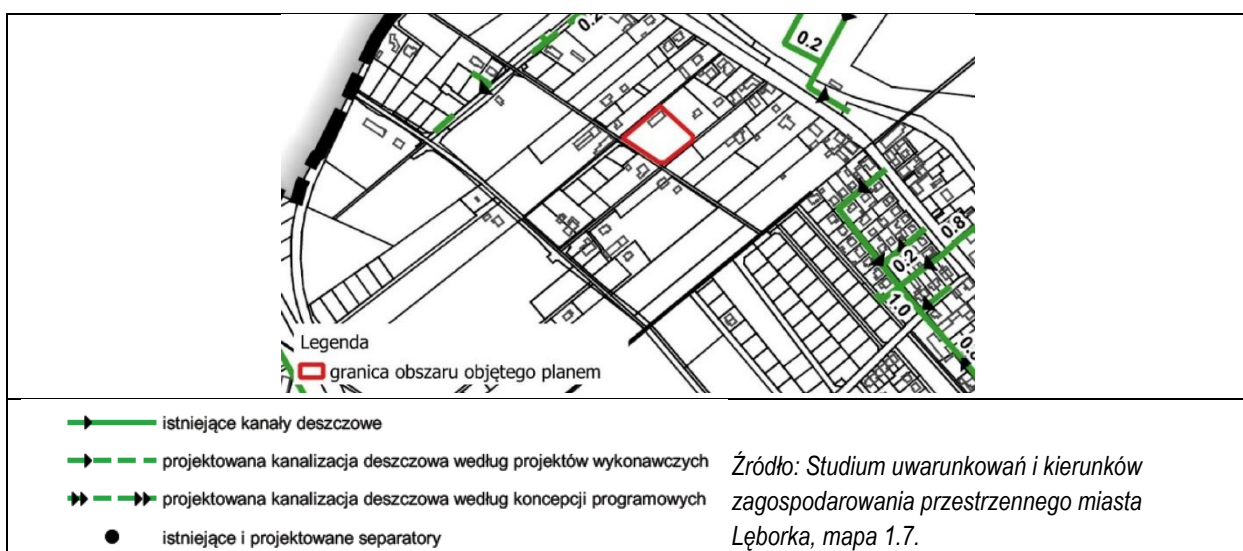 0.2
0.2
0.8
0.2
1.0
Legenda
granica obszaru objętego planem
istniejące kanały deszczowe
projektowana kanalizacja deszczowa według projektów wykonawczych
projektowana kanalizacja deszczowa według koncepcji programowych
istniejące i projektowane separatory
Źródło: Studium uwarunkowań i kierunków
zagospodarowania przestrzennego miasta
Lęborka, mapa 1.7.